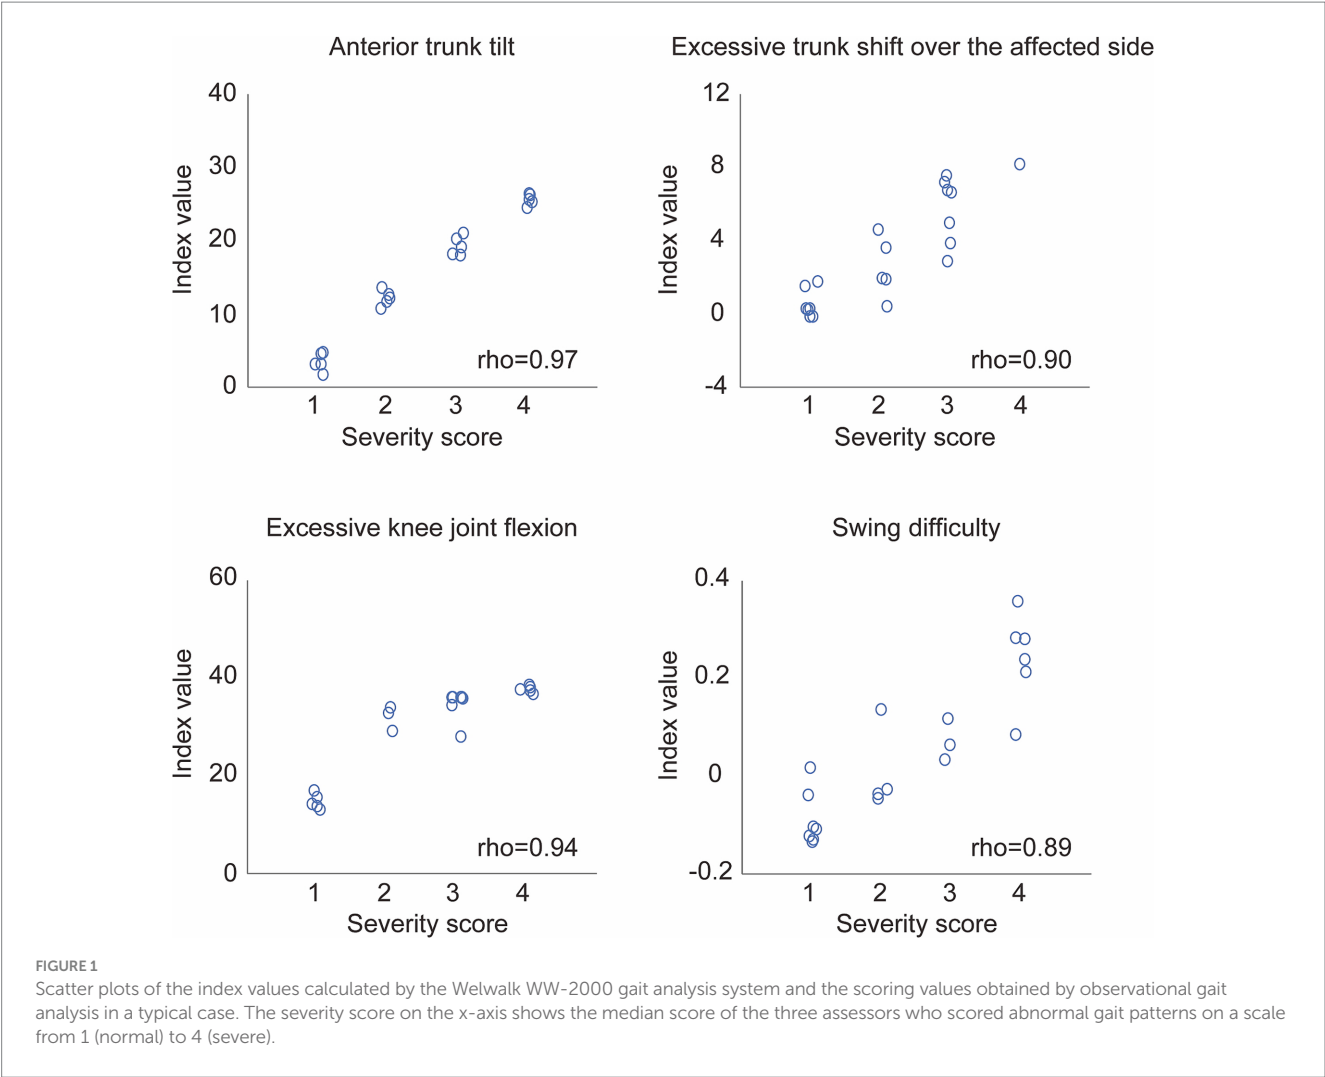 Anterior trunk tilt
40
30
20
10
0
Index value
rho=0.97
1 2 3 4
Severity score
Excessive trunk shift over the affected side
12
8
4
0
-4
Index value
rho=0.90
1 2 3 4
Severity score
Excessive knee joint flexion
60
40
20
0
Index value
rho=0.94
1 2 3 4
Severity score
Swing difficulty
0.4
0.2
0
-0.2
Index value
rho=0.89
1 2 3 4
Severity score
FIGURE 1
Scatter plots of the index values calculated by the Welwalk WW-2000 gait analysis system and the scoring values obtained by observational gait
analysis in a typical case. The severity score on the x-axis shows the median score of the three assessors who scored abnormal gait patterns on a scale
from 1 (normal) to 4 (severe).